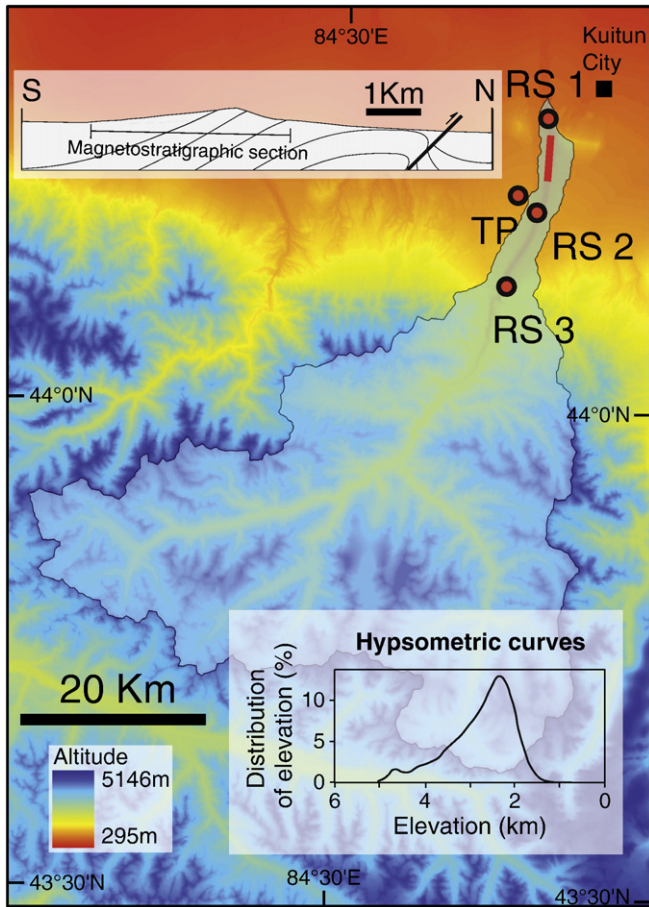 84°30'E
Kuitun
City
S
N
1Km
RS 1
Magnetostratigraphic section
TP
RS 2
RS 3
44°0'N
44°0'N
Hypsometric curves
20 Km
Distribution
of elevation (%)
10
5
0
6
4
2
0
Elevation (km)
Altitude
5146m
295m
43°30'N
84°30'E
43°30'N